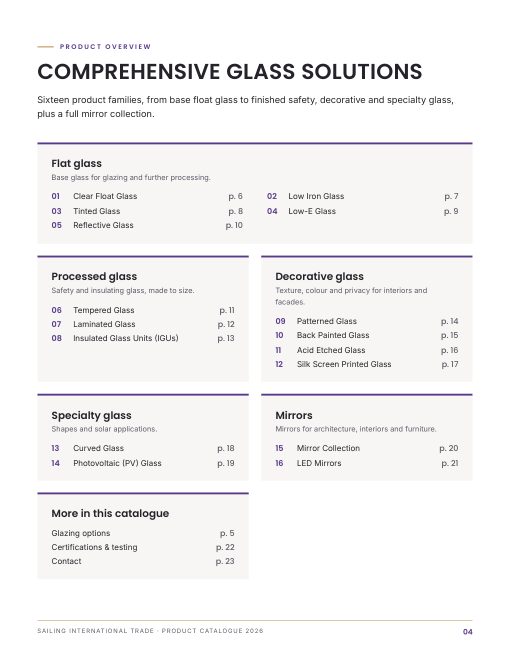 PRODUCT OVERVIEW
COMPREHENSIVE GLASS SOLUTIONS
Sixteen product families, from base float glass to finished safety, decorative and specialty glass,
plus a full mirror collection.
Flat glass
Base glass for glazing and further processing.
01 Clear Float Glass p. 6
02 Low Iron Glass p. 7
03 Tinted Glass p. 8
04 Low-E Glass p. 9
05 Reflective Glass p. 10
Processed glass
Safety and insulating glass, made to size.
06 Tempered Glass p. 11
07 Laminated Glass p. 12
08 Insulated Glass Units (IGUs) p. 13
Decorative glass
Texture, colour and privacy for interiors and
facades.
09 Patterned Glass p. 14
10 Back Painted Glass p. 15
11 Acid Etched Glass p. 16
12 Silk Screen Printed Glass p. 17
Specialty glass
Shapes and solar applications.
13 Curved Glass p. 18
14 Photovoltaic (PV) Glass p. 19
Mirrors
Mirrors for architecture, interiors and furniture.
15 Mirror Collection p. 20
16 LED Mirrors p. 21
More in this catalogue
Glazing options p. 5
Certifications & testing p. 22
Contact p. 23
SAILING INTERNATIONAL TRADE · PRODUCT CATALOGUE 2026
04